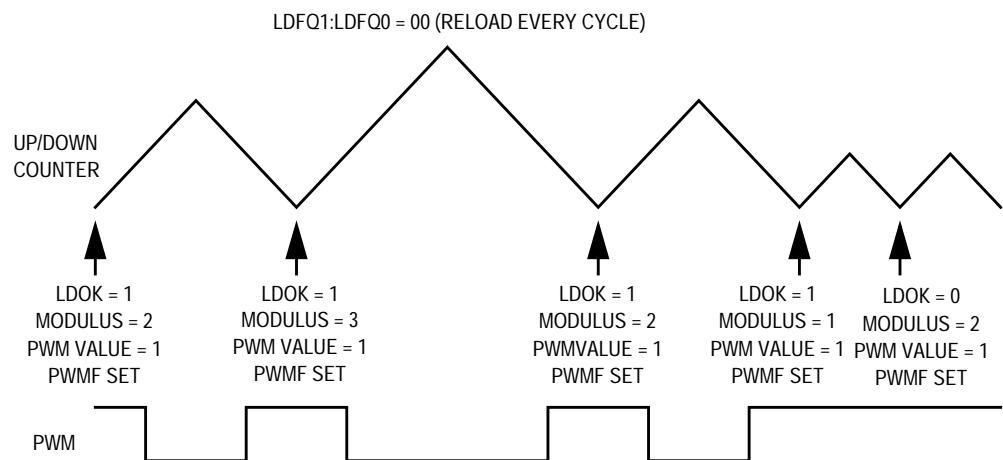 LDFQ1:LDFQ0 = 00 (RELOAD EVERY CYCLE)
UP/DOWN
COUNTER
LDOK = 1
MODULUS = 2
PWM VALUE = 1
PWMF SET
LDOK = 1
MODULUS = 3
PWM VALUE = 1
PWMF SET
LDOK = 1
MODULUS = 2
PWMVALUE = 1
PWMF SET
LDOK = 1
MODULUS = 1
PWM VALUE = 1
PWMF SET
LDOK = 0
MODULUS = 2
PWM VALUE = 1
PWMF SET
PWM